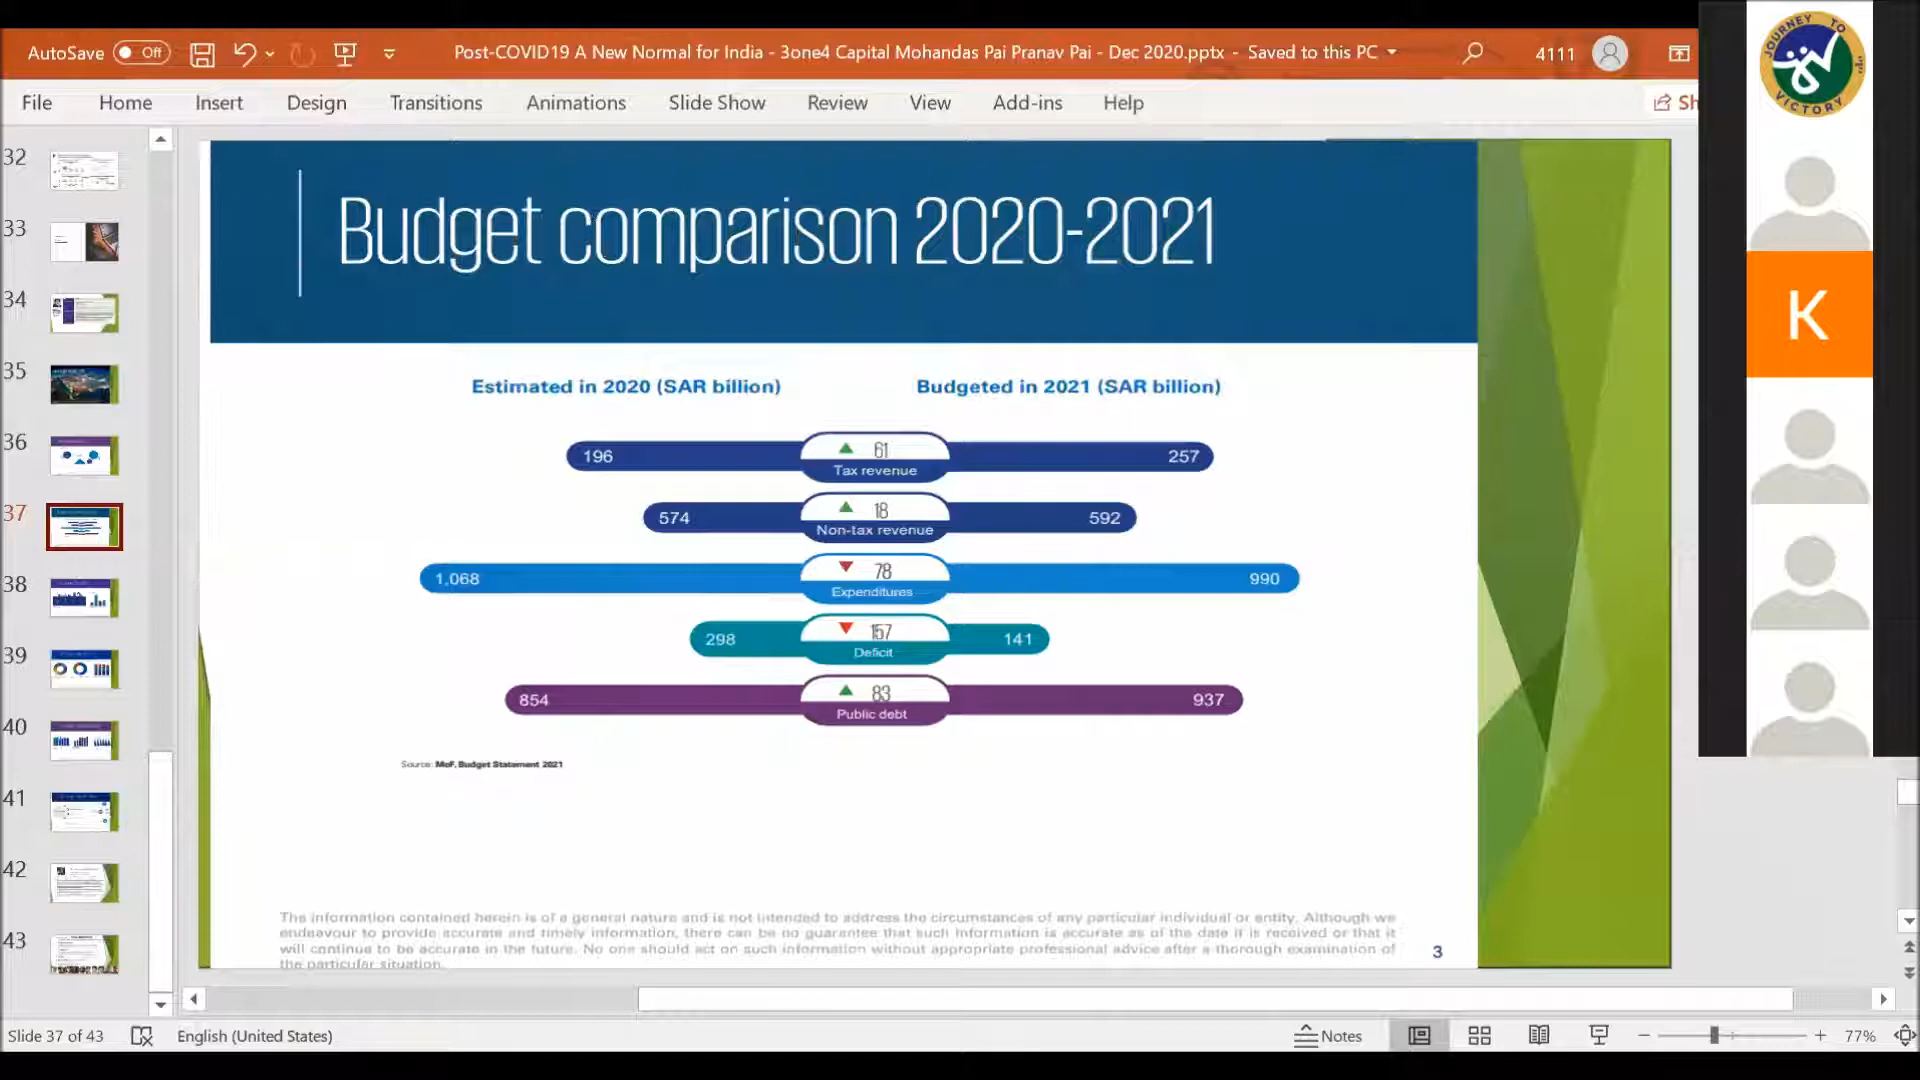 AutoSave Off Post-COVID19 A New Normal for India - 3one4 Capital Mohandas Pai Pranav Pai - Dec 2020.pptx - Saved to this PC 4111
File Home Insert Design Transitions Animations Slide Show Review View Add-ins Help Sh
JOURNEY TO VICTORY
K
32
33
34
35
36
37
38
39
40
41
42
43
Budget comparison 2020-2021
Estimated in 2020 (SAR billion) Budgeted in 2021 (SAR billion)
196 61 257
Tax revenue
574 18 592
Non-tax revenue
1,068 78 990
Expenditures
298 157 141
Deficit
854 83 937
Public debt
Source: MoF, Budget Statement 2021
The information contained herein is of a general nature and is not intended to address the circumstances of any particular individual or entity. Although we
endeavour to provide accurate and timely information, there can be no guarantee that such information is accurate as of the date it is received or that it
will continue to be accurate in the future. No one should act on such information without appropriate professional advice after a thorough examination of
the particular situation.
3
Slide 37 of 43 English (United States) Notes 77%